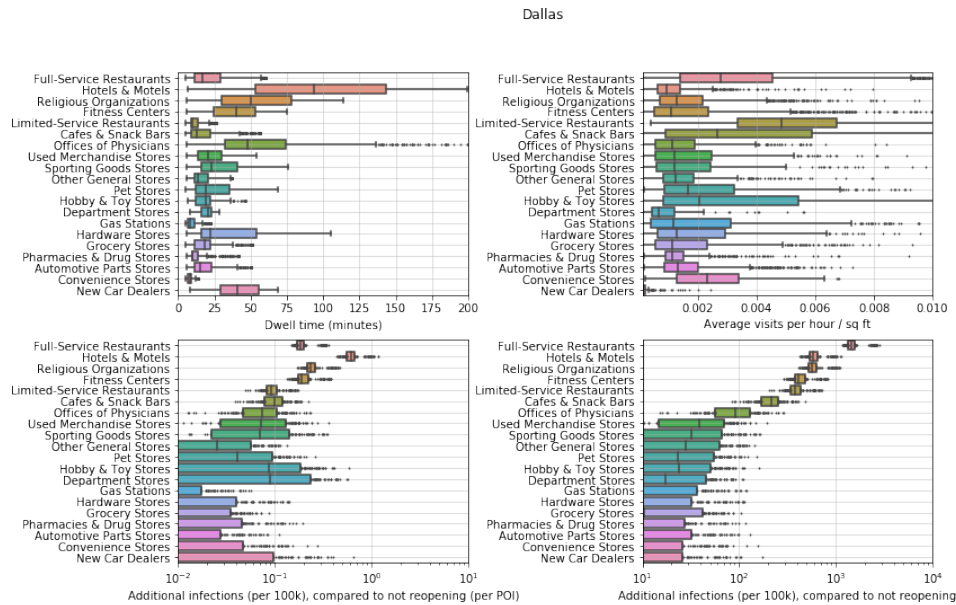 Dallas
Full-Service Restaurants
Hotels & Motels
Religious Organizations
Fitness Centers
Limited-Service Restaurants
Cafes & Snack Bars
Offices of Physicians
Used Merchandise Stores
Sporting Goods Stores
Other General Stores
Pet Stores
Hobby & Toy Stores
Department Stores
Gas Stations
Hardware Stores
Grocery Stores
Pharmacies & Drug Stores
Automotive Parts Stores
Convenience Stores
New Car Dealers
0 25 50 75 100 125 150 175 200
Dwell time (minutes)
Full-Service Restaurants
Hotels & Motels
Religious Organizations
Fitness Centers
Limited-Service Restaurants
Cafes & Snack Bars
Offices of Physicians
Used Merchandise Stores
Sporting Goods Stores
Other General Stores
Pet Stores
Hobby & Toy Stores
Department Stores
Gas Stations
Hardware Stores
Grocery Stores
Pharmacies & Drug Stores
Automotive Parts Stores
Convenience Stores
New Car Dealers
0.002 0.004 0.006 0.008 0.010
Average visits per hour / sq ft
Full-Service Restaurants
Hotels & Motels
Religious Organizations
Fitness Centers
Limited-Service Restaurants
Cafes & Snack Bars
Offices of Physicians
Used Merchandise Stores
Sporting Goods Stores
Other General Stores
Pet Stores
Hobby & Toy Stores
Department Stores
Gas Stations
Hardware Stores
Grocery Stores
Pharmacies & Drug Stores
Automotive Parts Stores
Convenience Stores
New Car Dealers
10⁻² 10⁻¹ 10⁰ 10¹
Additional infections (per 100k), compared to not reopening (per POI)
Full-Service Restaurants
Hotels & Motels
Religious Organizations
Fitness Centers
Limited-Service Restaurants
Cafes & Snack Bars
Offices of Physicians
Used Merchandise Stores
Sporting Goods Stores
Other General Stores
Pet Stores
Hobby & Toy Stores
Department Stores
Gas Stations
Hardware Stores
Grocery Stores
Pharmacies & Drug Stores
Automotive Parts Stores
Convenience Stores
New Car Dealers
10¹ 10² 10³ 10⁴
Additional infections (per 100k), compared to not reopening